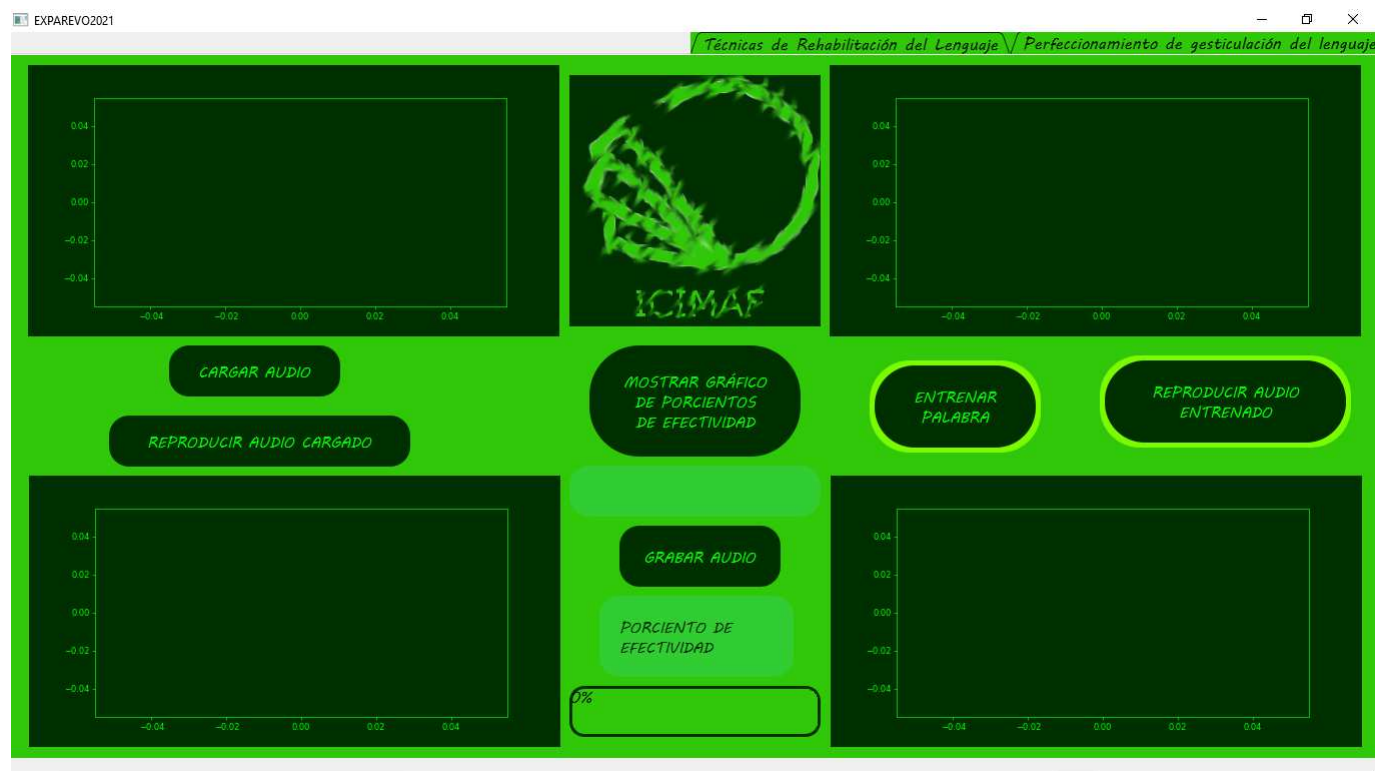 EXPAREVO2021
Técnicas de Rehabilitación del Lenguaje
Perfeccionamiento de gesticulación del lenguaje
0.04
0.02
0.00
−0.02
−0.04
−0.04 −0.02 0.00 0.02 0.04
ICIMAF
0.04
0.02
0.00
−0.02
−0.04
−0.04 −0.02 0.00 0.02 0.04
CARGAR AUDIO
REPRODUCIR AUDIO CARGADO
MOSTRAR GRÁFICO
DE PORCIENTOS
DE EFECTIVIDAD
ENTRENAR
PALABRA
REPRODUCIR AUDIO
ENTRENADO
0.04
0.02
0.00
−0.02
−0.04
−0.04 −0.02 0.00 0.02 0.04
GRABAR AUDIO
PORCIENTO DE
EFECTIVIDAD
0%
0.04
0.02
0.00
−0.02
−0.04
−0.04 −0.02 0.00 0.02 0.04